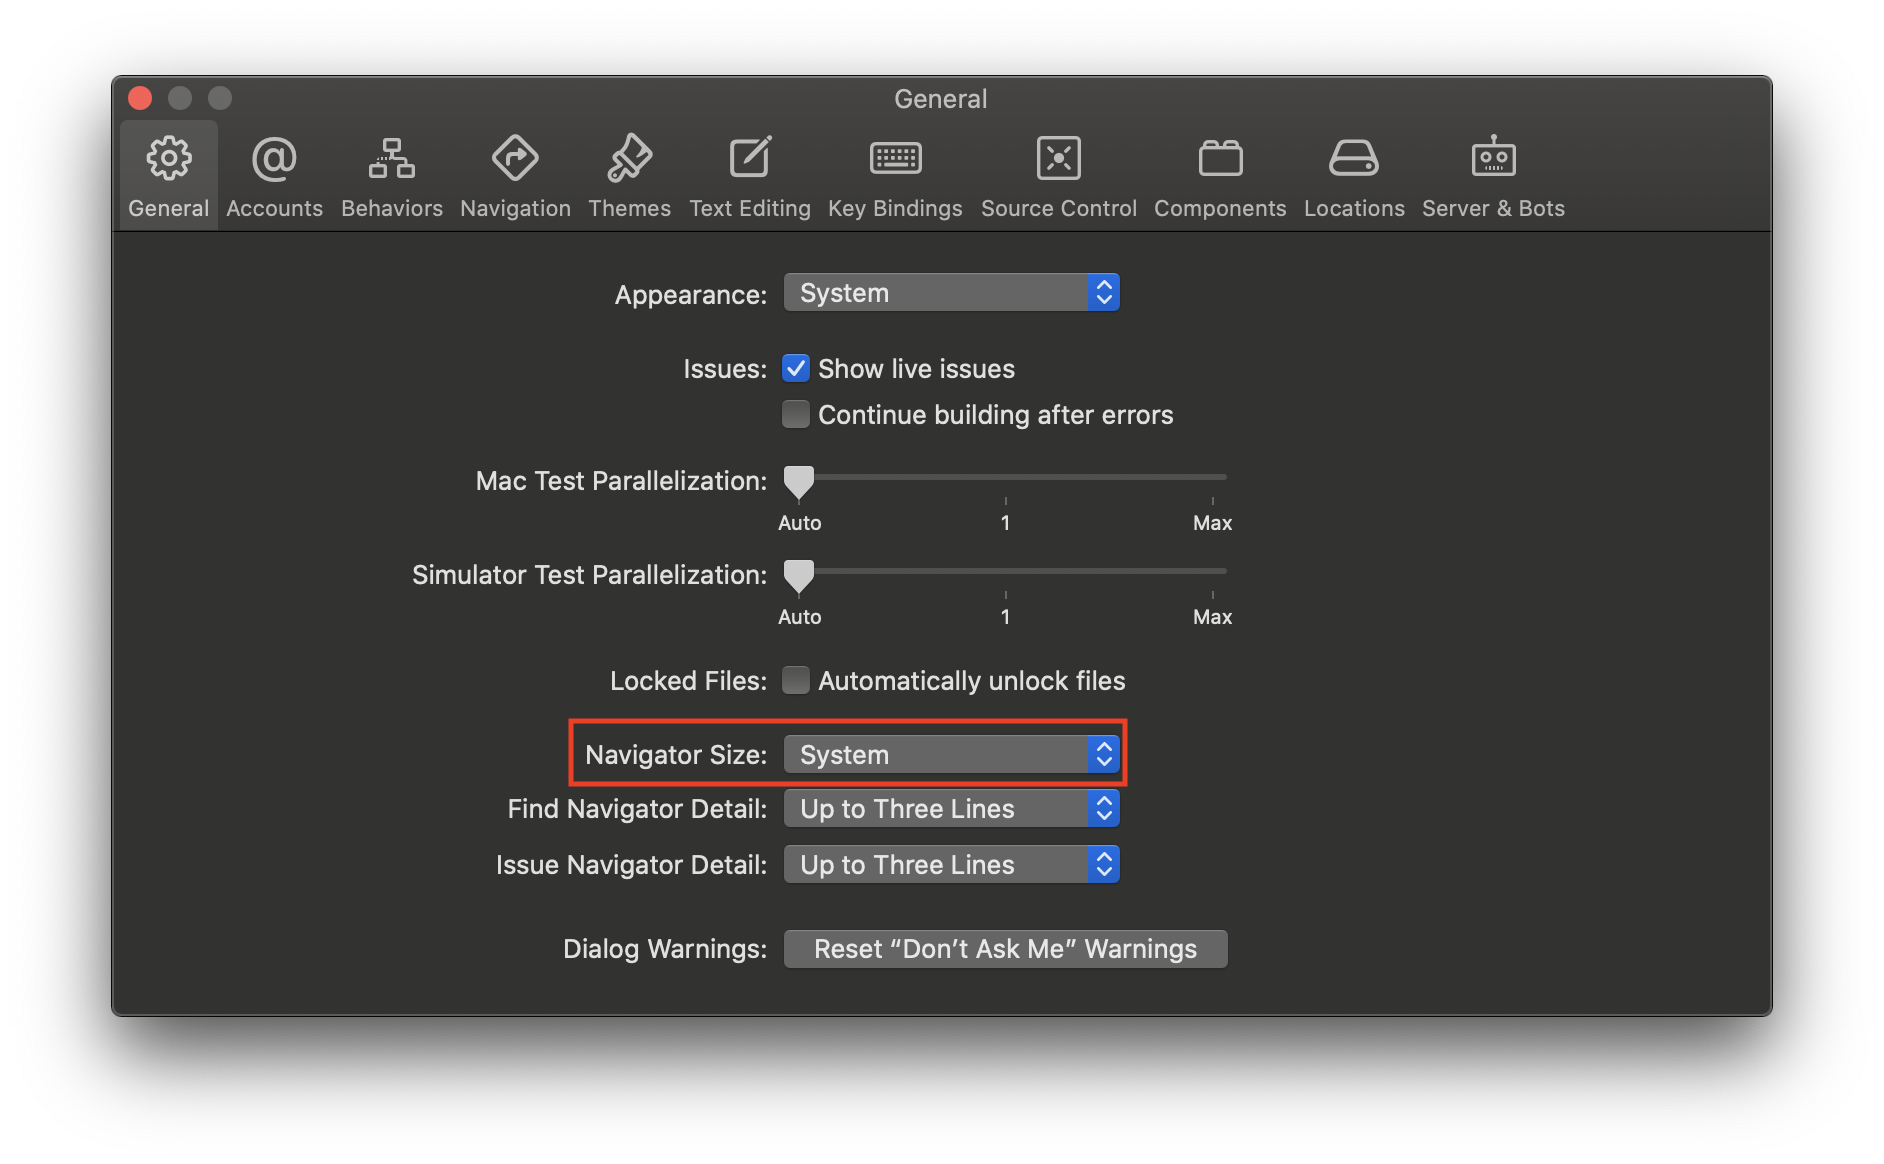 General
General Accounts Behaviors Navigation Themes Text Editing Key Bindings Source Control Components Locations Server & Bots
Appearance: System
Issues: Show live issues
Continue building after errors
Mac Test Parallelization:
Auto 1 Max
Simulator Test Parallelization:
Auto 1 Max
Locked Files: Automatically unlock files
Navigator Size: System
Find Navigator Detail: Up to Three Lines
Issue Navigator Detail: Up to Three Lines
Dialog Warnings: Reset “Don’t Ask Me” Warnings